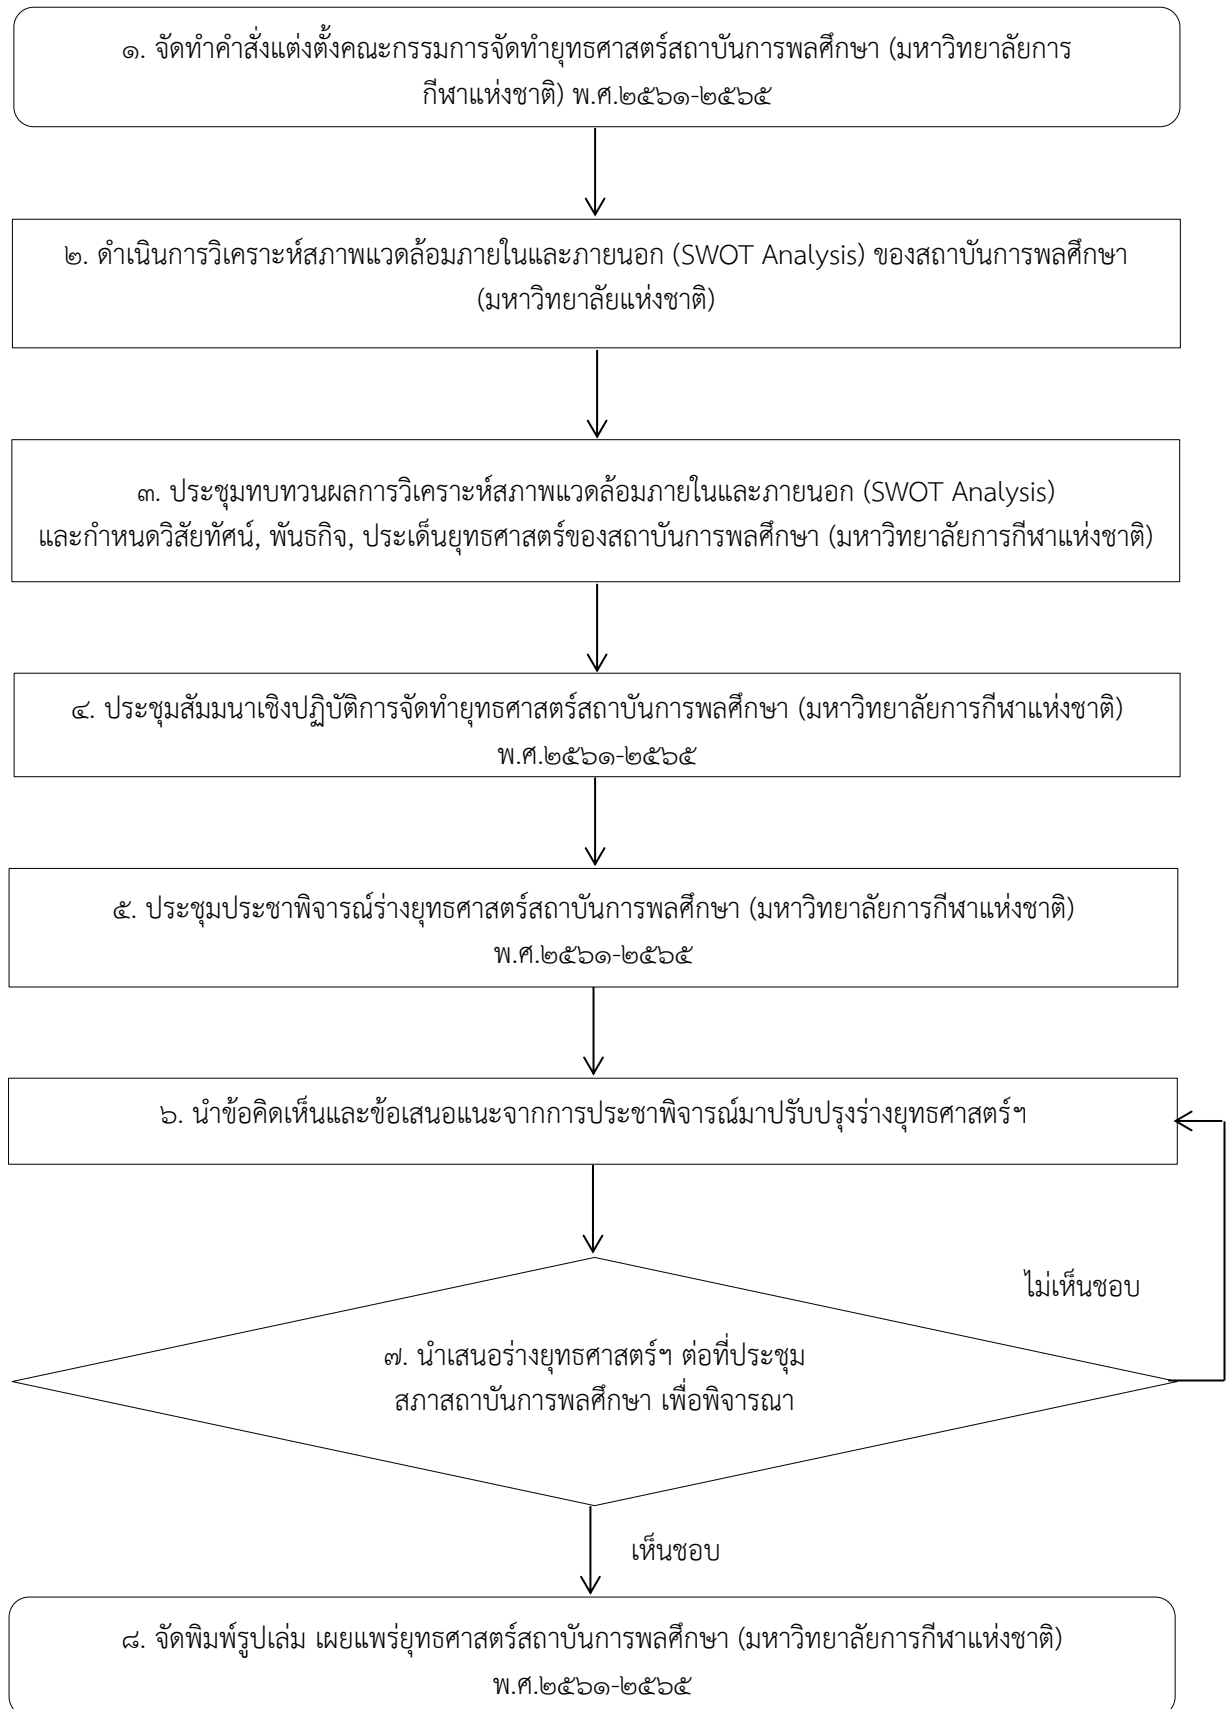 ๑. จัดทำคำสั่งแต่งตั้งคณะกรรมการจัดทำยุทธศาสตร์สถาบันการพลศึกษา (มหาวิทยาลัยการ
กีฬาแห่งชาติ) พ.ศ.๒๕๖๑-๒๕๖๕
๒. ดำเนินการวิเคราะห์สภาพแวดล้อมภายในและภายนอก (SWOT Analysis) ของสถาบันการพลศึกษา
(มหาวิทยาลัยแห่งชาติ)
๓. ประชุมทบทวนผลการวิเคราะห์สภาพแวดล้อมภายในและภายนอก (SWOT Analysis)
และกำหนดวิสัยทัศน์, พันธกิจ, ประเด็นยุทธศาสตร์ของสถาบันการพลศึกษา (มหาวิทยาลัยการกีฬาแห่งชาติ)
๔. ประชุมสัมมนาเชิงปฏิบัติการจัดทำยุทธศาสตร์สถาบันการพลศึกษา (มหาวิทยาลัยการกีฬาแห่งชาติ)
พ.ศ.๒๕๖๑-๒๕๖๕
๕. ประชุมประชาพิจารณ์ร่างยุทธศาสตร์สถาบันการพลศึกษา (มหาวิทยาลัยการกีฬาแห่งชาติ)
พ.ศ.๒๕๖๑-๒๕๖๕
๖. นำข้อคิดเห็นและข้อเสนอแนะจากการประชาพิจารณ์มาปรับปรุงร่างยุทธศาสตร์ฯ
ไม่เห็นชอบ
๗. นำเสนอร่างยุทธศาสตร์ฯ ต่อที่ประชุม
สภาสถาบันการพลศึกษา เพื่อพิจารณา
เห็นชอบ
๘. จัดพิมพ์รูปเล่ม เผยแพร่ยุทธศาสตร์สถาบันการพลศึกษา (มหาวิทยาลัยการกีฬาแห่งชาติ)
พ.ศ.๒๕๖๑-๒๕๖๕